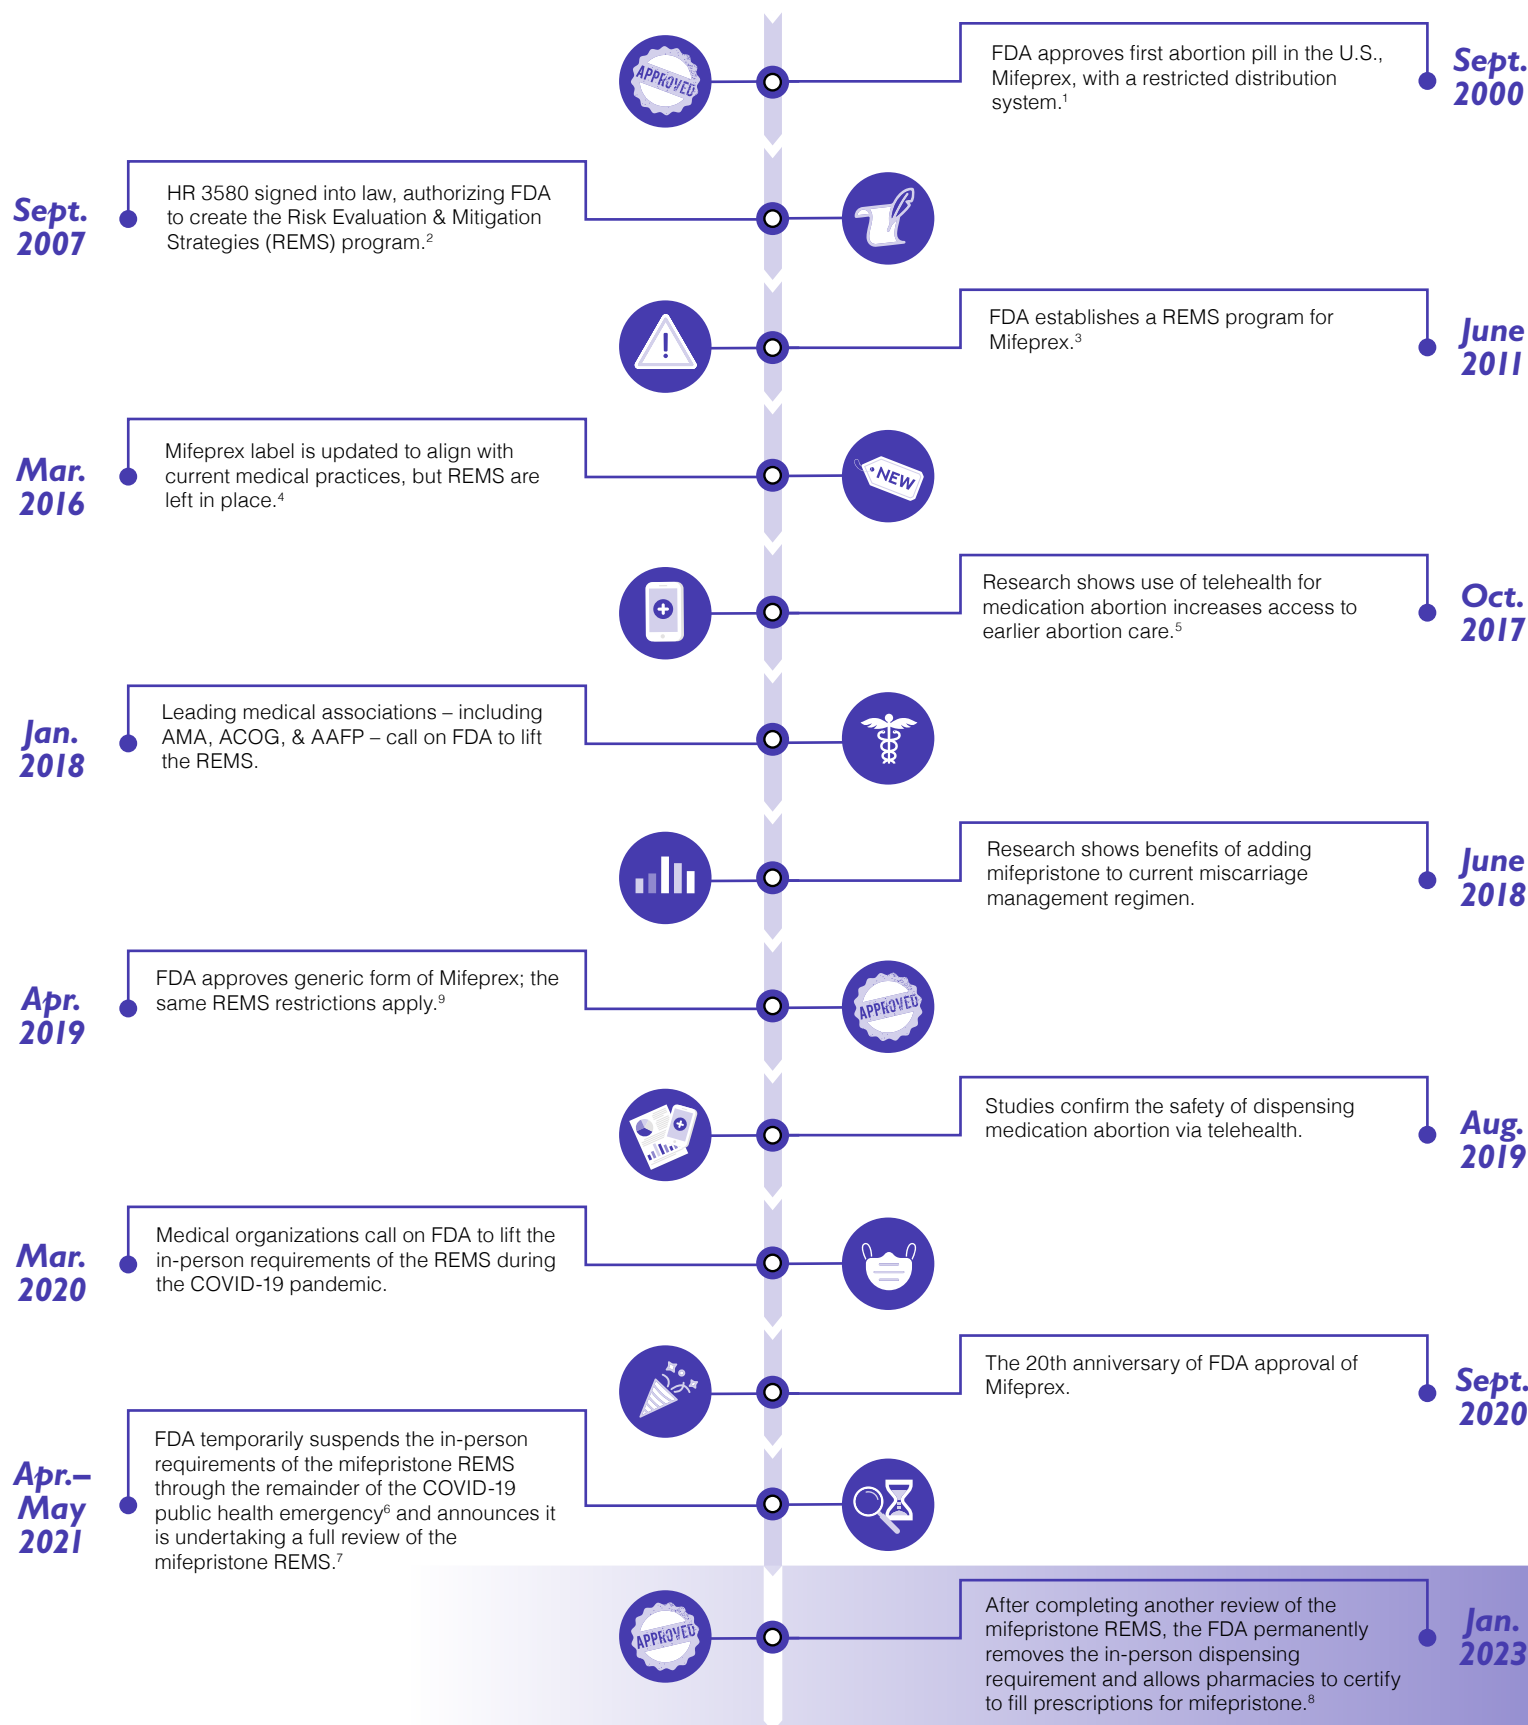 APPROVED
FDA approves first abortion pill in the U.S.,
Mifeprex, with a restricted distribution
system.¹
Sept.
2000
Sept.
2007
HR 3580 signed into law, authorizing FDA
to create the Risk Evaluation & Mitigation
Strategies (REMS) program.²
FDA establishes a REMS program for
Mifeprex.³
June
2011
Mar.
2016
Mifeprex label is updated to align with
current medical practices, but REMS are
left in place.⁴
NEW
Research shows use of telehealth for
medication abortion increases access to
earlier abortion care.⁵
Oct.
2017
Jan.
2018
Leading medical associations – including
AMA, ACOG, & AAFP – call on FDA to lift
the REMS.
Research shows benefits of adding
mifepristone to current miscarriage
management regimen.
June
2018
Apr.
2019
FDA approves generic form of Mifeprex; the
same REMS restrictions apply.⁹
APPROVED
Studies confirm the safety of dispensing
medication abortion via telehealth.
Aug.
2019
Mar.
2020
Medical organizations call on FDA to lift the
in-person requirements of the REMS during
the COVID-19 pandemic.
The 20th anniversary of FDA approval of
Mifeprex.
Sept.
2020
Apr.–
May
2021
FDA temporarily suspends the in-person
requirements of the mifepristone REMS
through the remainder of the COVID-19
public health emergency⁶ and announces it
is undertaking a full review of the
mifepristone REMS.⁷
APPROVED
After completing another review of the
mifepristone REMS, the FDA permanently
removes the in-person dispensing
requirement and allows pharmacies to certify
to fill prescriptions for mifepristone.⁸
Jan.
2023